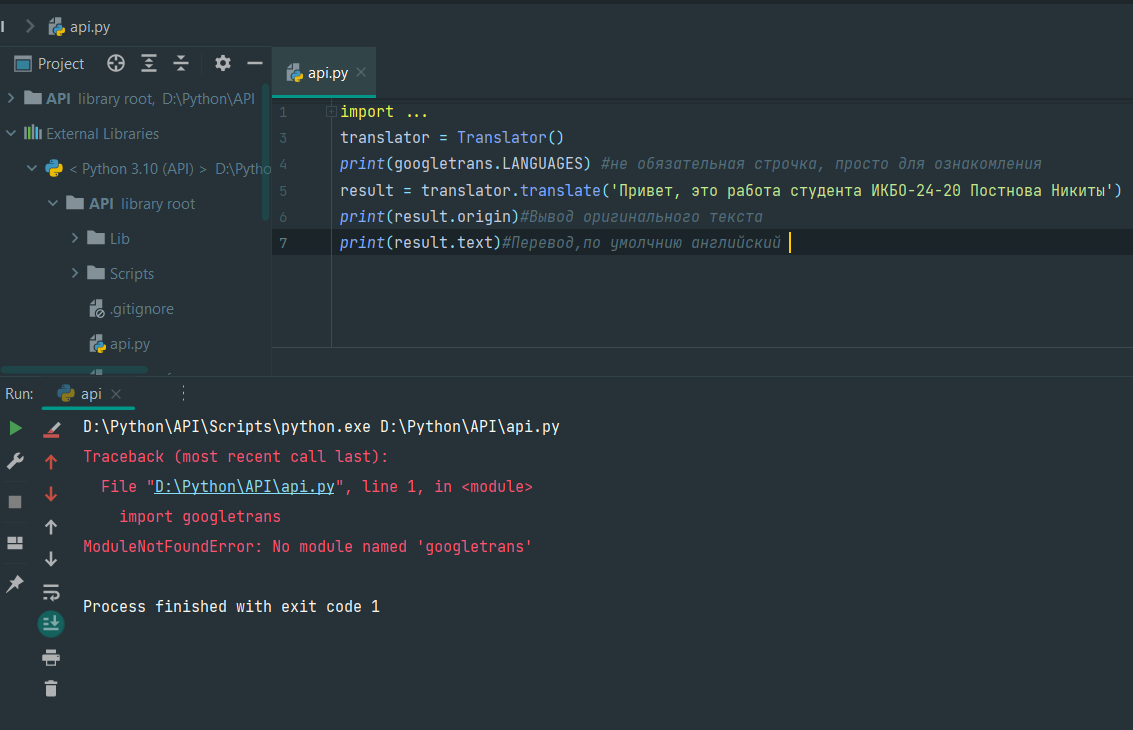 api.py
Project
api.py
API library root, D:\Python\API
External Libraries
< Python 3.10 (API) > D:\Pytho
API library root
Lib
Scripts
.gitignore
api.py
1 import ...
3 translator = Translator()
4 print(googletrans.LANGUAGES) #не обязательная строчка, просто для ознакомления
5 result = translator.translate('Привет, это работа студента ИКБО-24-20 Постнова Никиты')
6 print(result.origin)#Вывод оригинального текста
7 print(result.text)#Перевод,по умолчнию английский
Run: api
D:\Python\API\Scripts\python.exe D:\Python\API\api.py
Traceback (most recent call last):
File "D:\Python\API\api.py", line 1, in <module>
import googletrans
ModuleNotFoundError: No module named 'googletrans'
Process finished with exit code 1